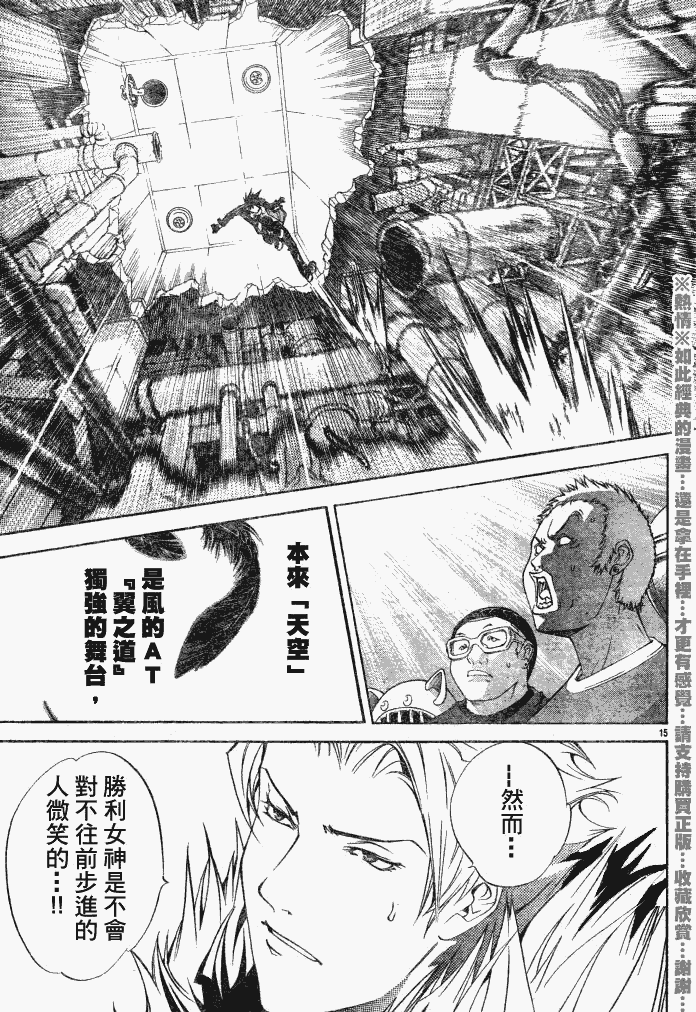 本來「天空」
是風的AT
『翼之道』
獨強的舞台，
15
…然而…
勝利女神是不會
對不往前步進的
人微笑的…!!
※熱情※如此經典的漫畫…還是拿在手裡…才更有感覺…請支持購買正版…收藏欣賞…謝謝…